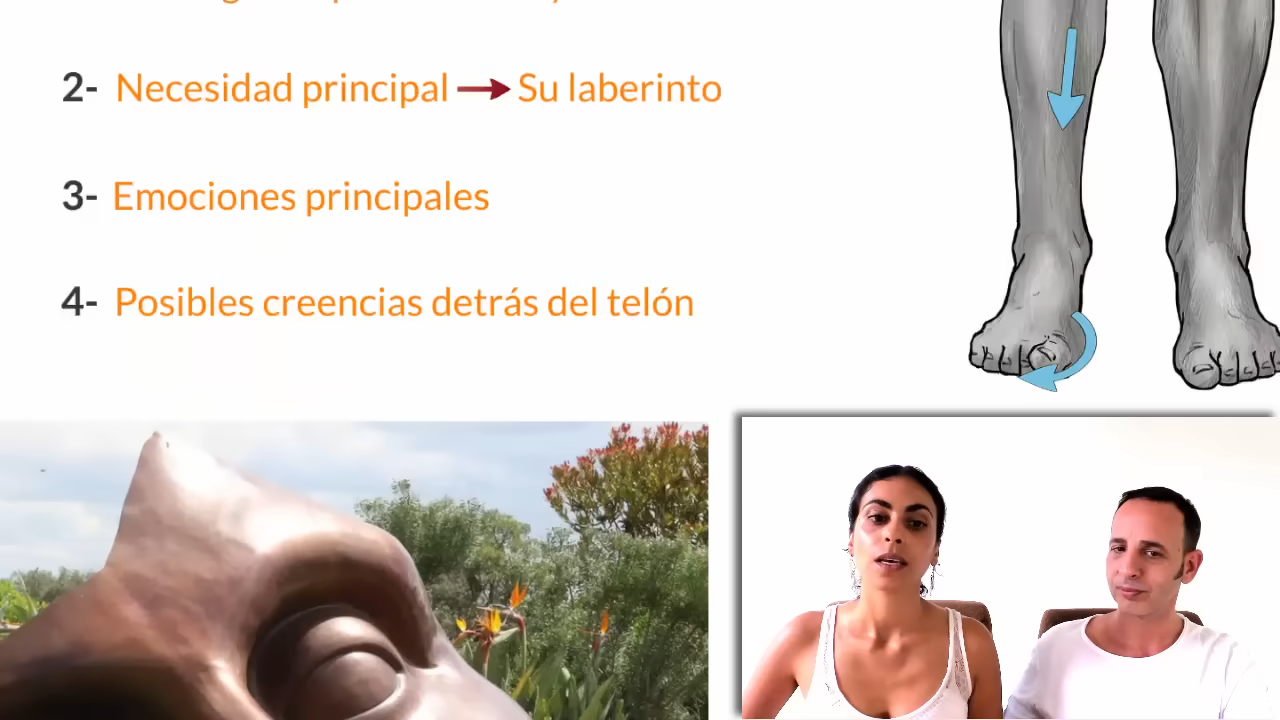 2- Necesidad principal → Su laberinto
3- Emociones principales
4- Posibles creencias detrás del telón